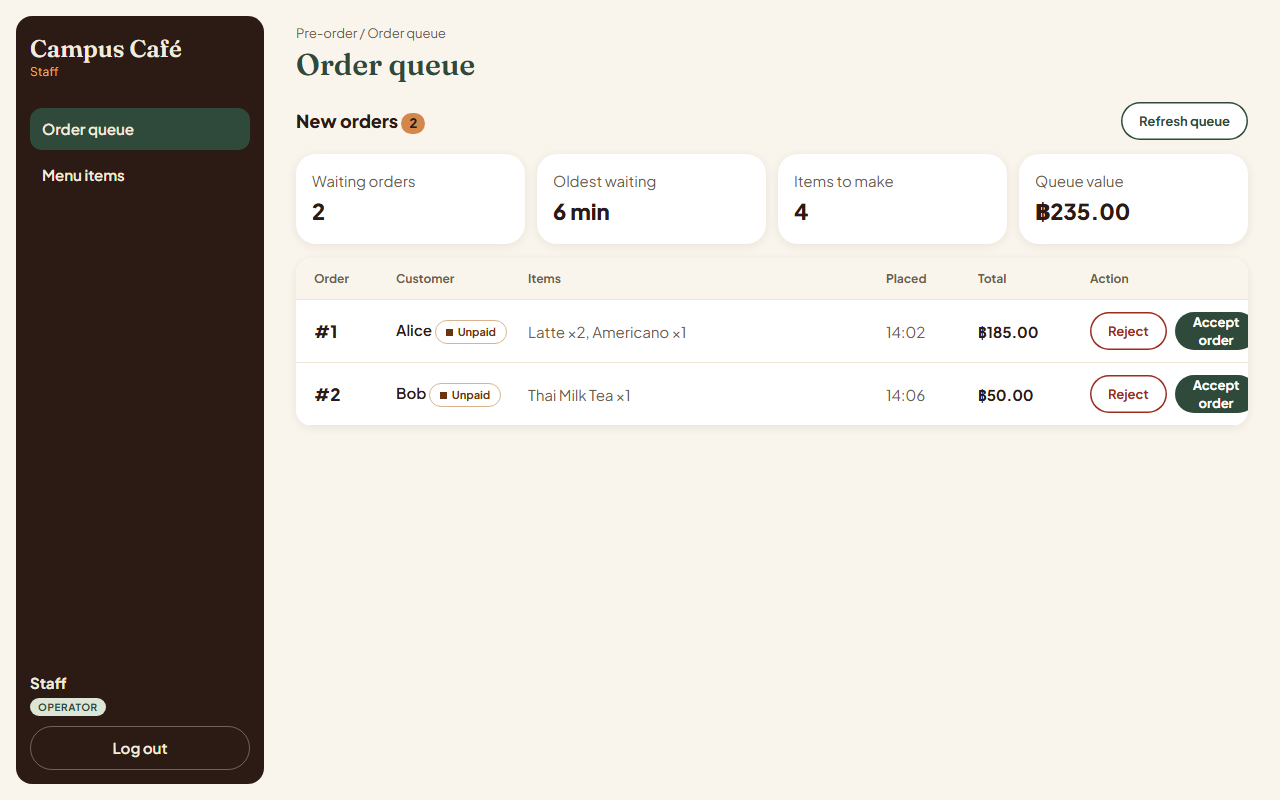 Campus Café
Staff
Order queue
Menu items
Staff
OPERATOR
Log out
Pre-order / Order queue
Order queue
New orders 2
Refresh queue
Waiting orders
2
Oldest waiting
6 min
Items to make
4
Queue value
฿235.00
Order Customer Items Placed Total Action
#1 Alice Unpaid Latte ×2, Americano ×1 14:02 ฿185.00 Reject Accept order
#2 Bob Unpaid Thai Milk Tea ×1 14:06 ฿50.00 Reject Accept order